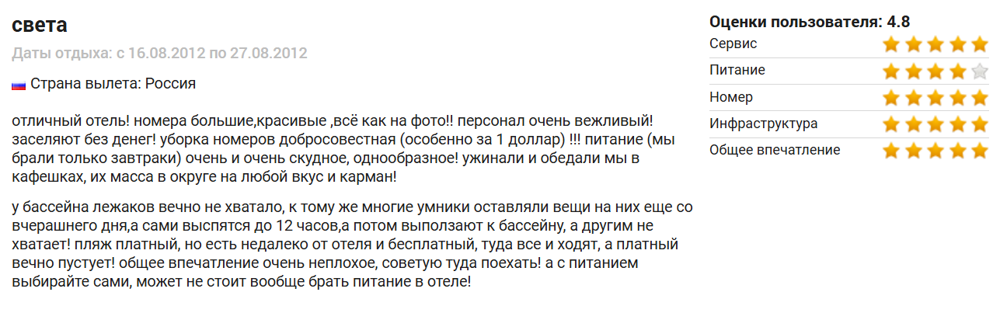 света
Даты отдыха: с 16.08.2012 по 27.08.2012
Страна вылета: Россия
отличный отель! номера большие,красивые ,всё как на фото!! персонал очень вежливый!
заселяют без денег! уборка номеров добросовестная (особенно за 1 доллар) !!! питание (мы
брали только завтраки) очень и очень скудное, однообразное! ужинали и обедали мы в
кафешках, их масса в округе на любой вкус и карман!
у бассейна лежаков вечно не хватало, к тому же многие умники оставляли вещи на них еще со
вчерашнего дня,а сами выспятся до 12 часов,а потом выползают к бассейну, а другим не
хватает! пляж платный, но есть недалеко от отеля и бесплатный, туда все и ходят, а платный
вечно пустует! общее впечатление очень неплохое, советую туда поехать! а с питанием
выбирайте сами, может не стоит вообще брать питание в отеле!
Оценки пользователя: 4.8
Сервис
Питание
Номер
Инфраструктура
Общее впечатление